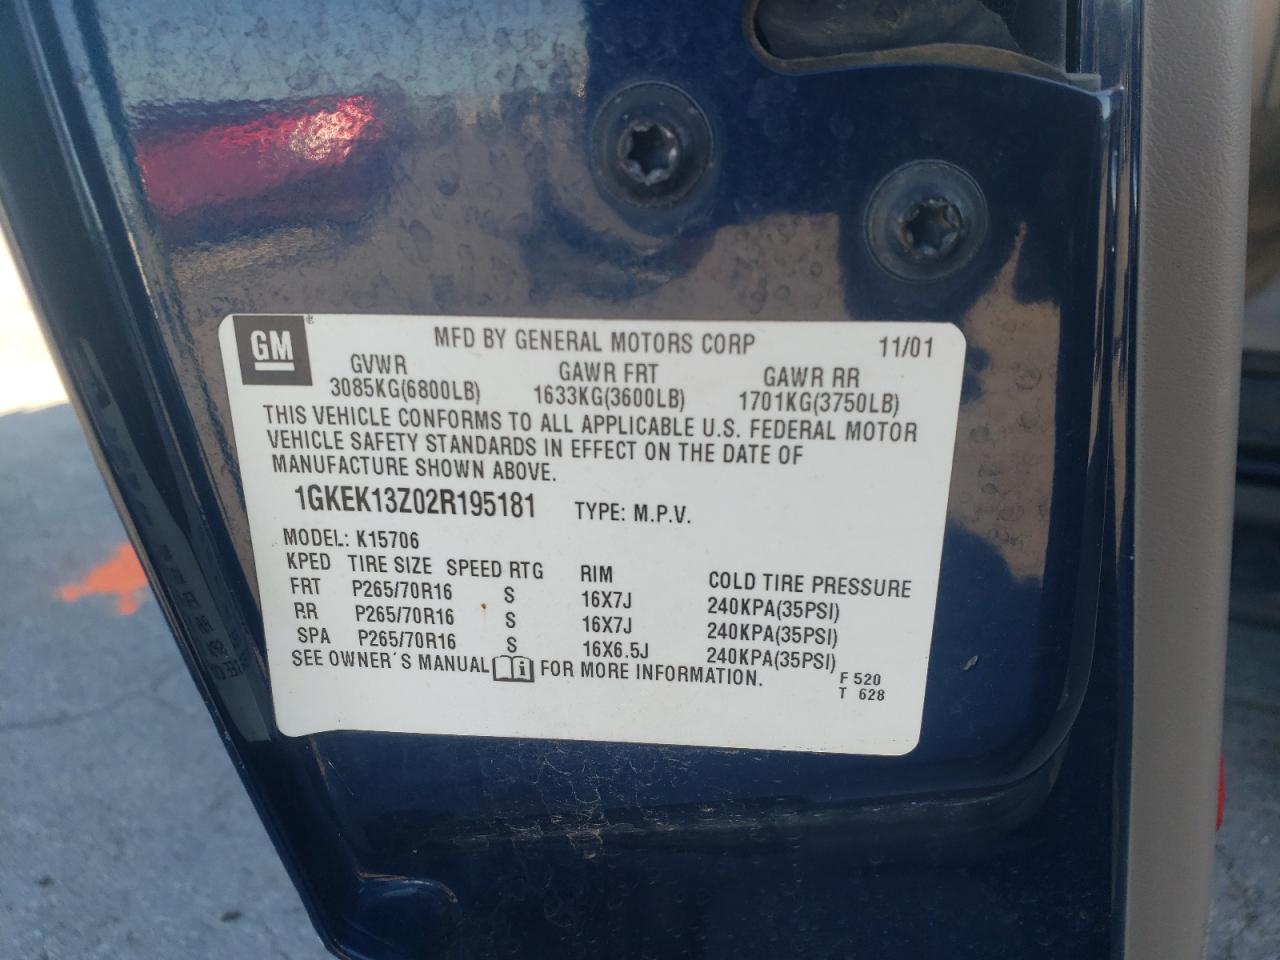 GM®
MFD BY GENERAL MOTORS CORP 11/01
GVWR GAWR FRT GAWR RR
3085KG(6800LB) 1633KG(3600LB) 1701KG(3750LB)
THIS VEHICLE CONFORMS TO ALL APPLICABLE U.S. FEDERAL MOTOR
VEHICLE SAFETY STANDARDS IN EFFECT ON THE DATE OF
MANUFACTURE SHOWN ABOVE.
1GKEK13Z02R195181 TYPE: M.P.V.
MODEL: K15706
KPED TIRE SIZE SPEED RTG RIM COLD TIRE PRESSURE
FRT P265/70R16 S 16X7J 240KPA(35PSI)
RR P265/70R16 S 16X7J 240KPA(35PSI)
SPA P265/70R16 S 16X6.5J 240KPA(35PSI)
SEE OWNER'S MANUAL i FOR MORE INFORMATION.
F 520
T 628